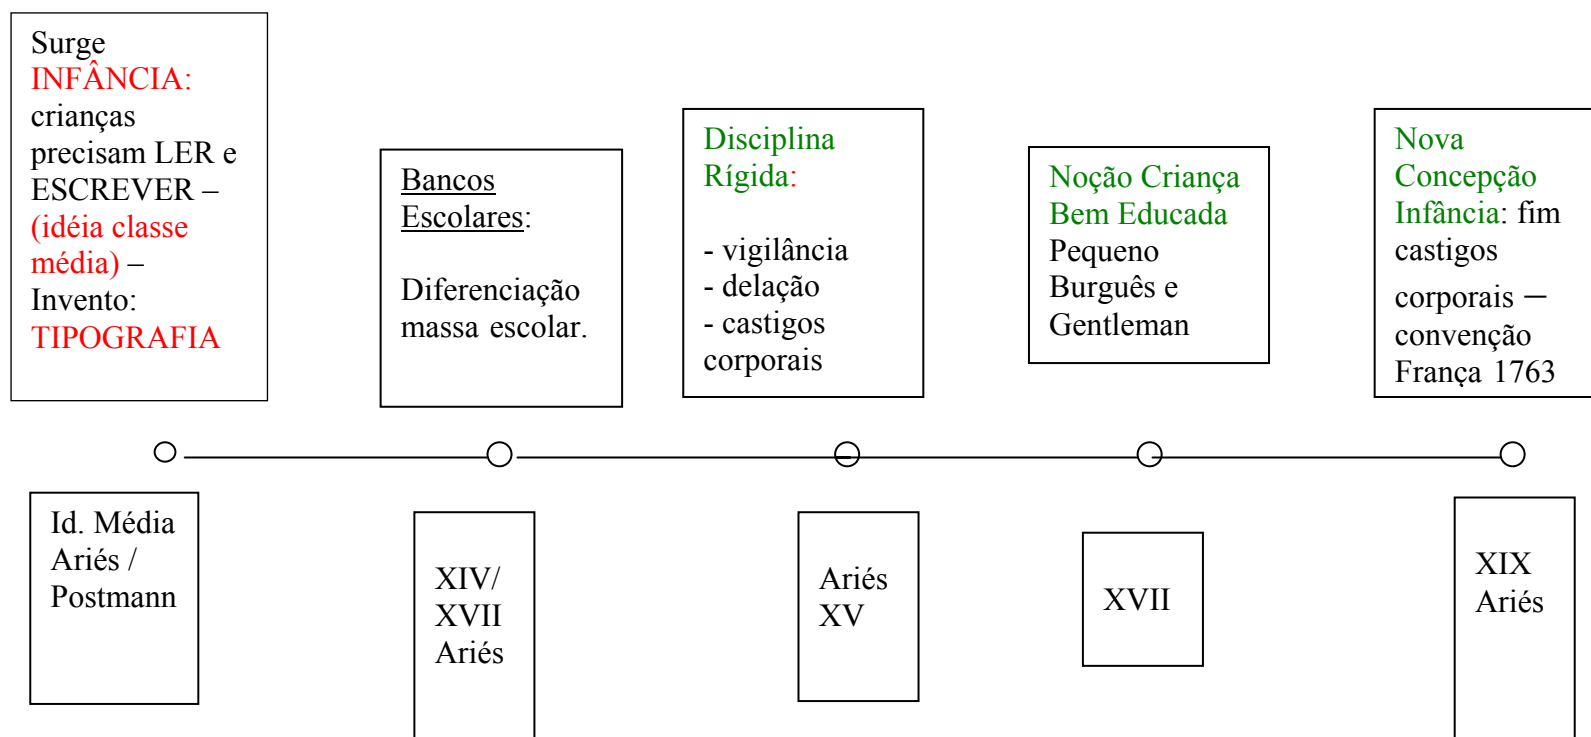 Surge
INFÂNCIA:
crianças
precisam LER e
ESCREVER –
(idéia classe
média) –
Invento:
TIPOGRAFIA
Bancos
Escolares:
Diferenciação
massa escolar.
Disciplina
Rígida:
- vigilância
- delação
- castigos
corporais
Noção Criança
Bem Educada
Pequeno
Burguês e
Gentleman
Nova
Concepção
Infância: fim
castigos
corporais –
convenção
França 1763
Id. Média
Ariés /
Postmann
XIV/
XVII
Ariés
Ariés
XV
XVII
XIX
Ariés